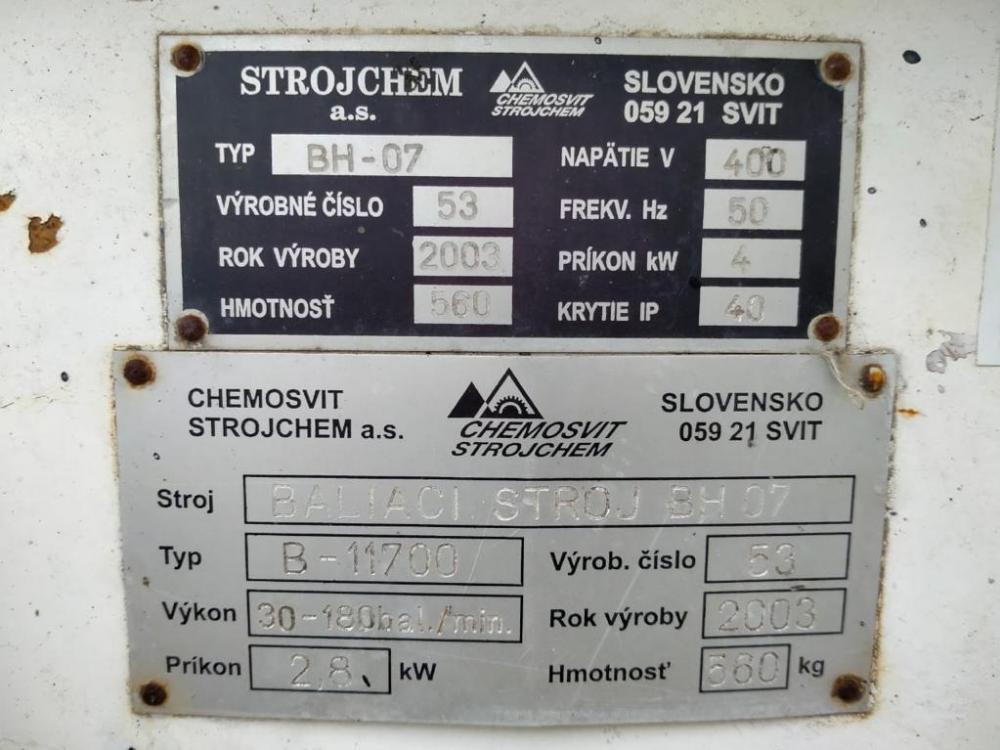 STROJCHEM
a.s.
CHEMOSVIT
STROJCHEM
SLOVENSKO
059 21 SVIT
TYP BH-07 NAPÄTIE V 400
VÝROBNÉ ČÍSLO 53 FREKV. Hz 50
ROK VÝROBY 2003 PRÍKON kW 4
HMOTNOSŤ 560 KRYTIE IP 40
CHEMOSVIT
STROJCHEM a.s.
CHEMOSVIT
STROJCHEM
SLOVENSKO
059 21 SVIT
Stroj BALIACI STROJ BH 07
Typ B-11700 Výrob. číslo 53
Výkon 30-180bal./min. Rok výroby 2003
Príkon 2,8 kW Hmotnosť 560 kg